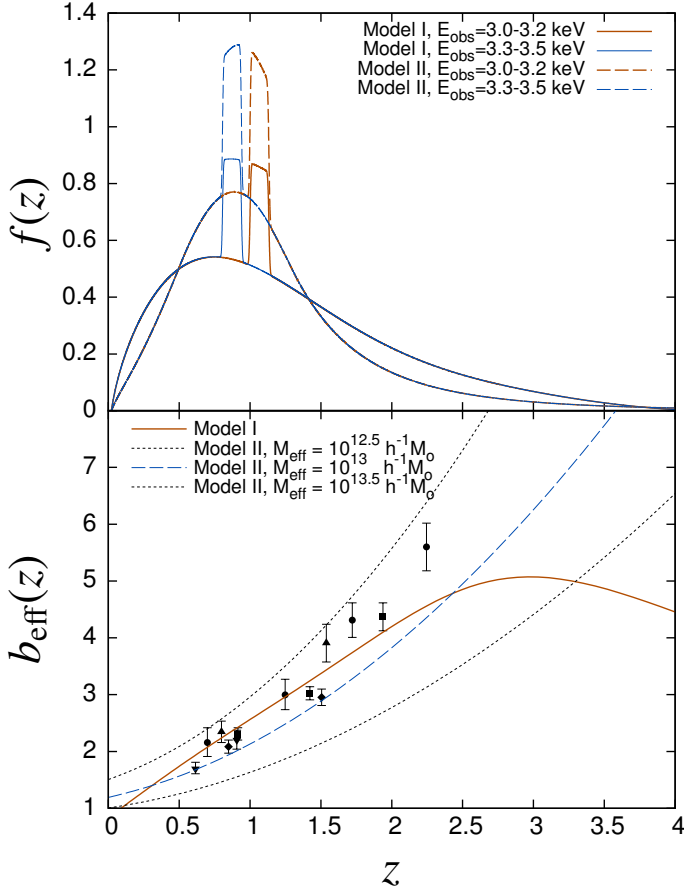 Model I, E_obs=3.0-3.2 keV
Model I, E_obs=3.3-3.5 keV
Model II, E_obs=3.0-3.2 keV
Model II, E_obs=3.3-3.5 keV
1.4
1.2
1
0.8
0.6
0.4
0.2
0
f(z)
Model I
Model II, M_eff = 10^12.5 h^-1 M_o
Model II, M_eff = 10^13 h^-1 M_o
Model II, M_eff = 10^13.5 h^-1 M_o
7
6
5
4
3
2
1
b_eff(z)
0 0.5 1 1.5 2 2.5 3 3.5 4
z